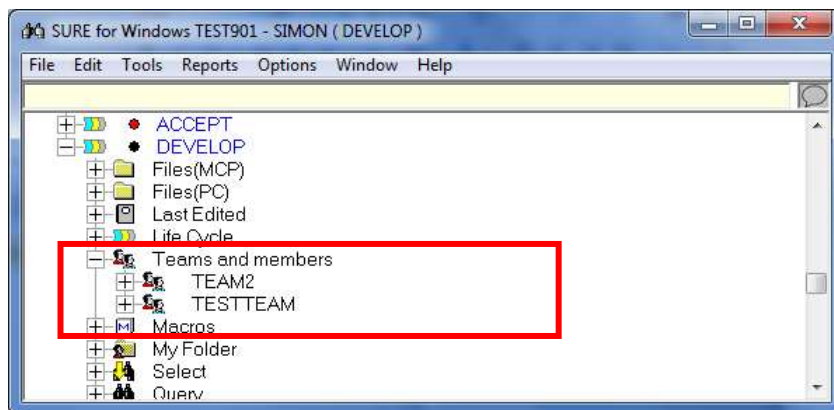 SURE for Windows TEST901 - SIMON ( DEVELOP )
File Edit Tools Reports Options Window Help
ACCEPT
DEVELOP
Files(MCP)
Files(PC)
Last Edited
Life Cycle
Teams and members
TEAM2
TESTTEAM
Macros
My Folder
Select
Query